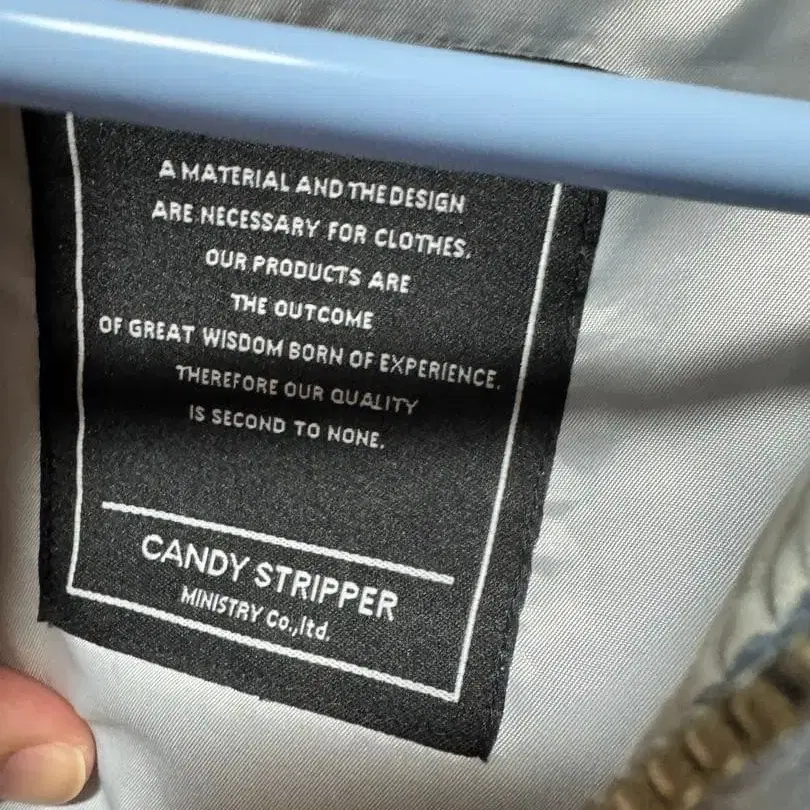 A MATERIAL AND THE DESIGN
ARE NECESSARY FOR CLOTHES.
OUR PRODUCTS ARE
THE OUTCOME
OF GREAT WISDOM BORN OF EXPERIENCE.
THEREFORE OUR QUALITY
IS SECOND TO NONE.
CANDY STRIPPER
MINISTRY Co.,ltd.